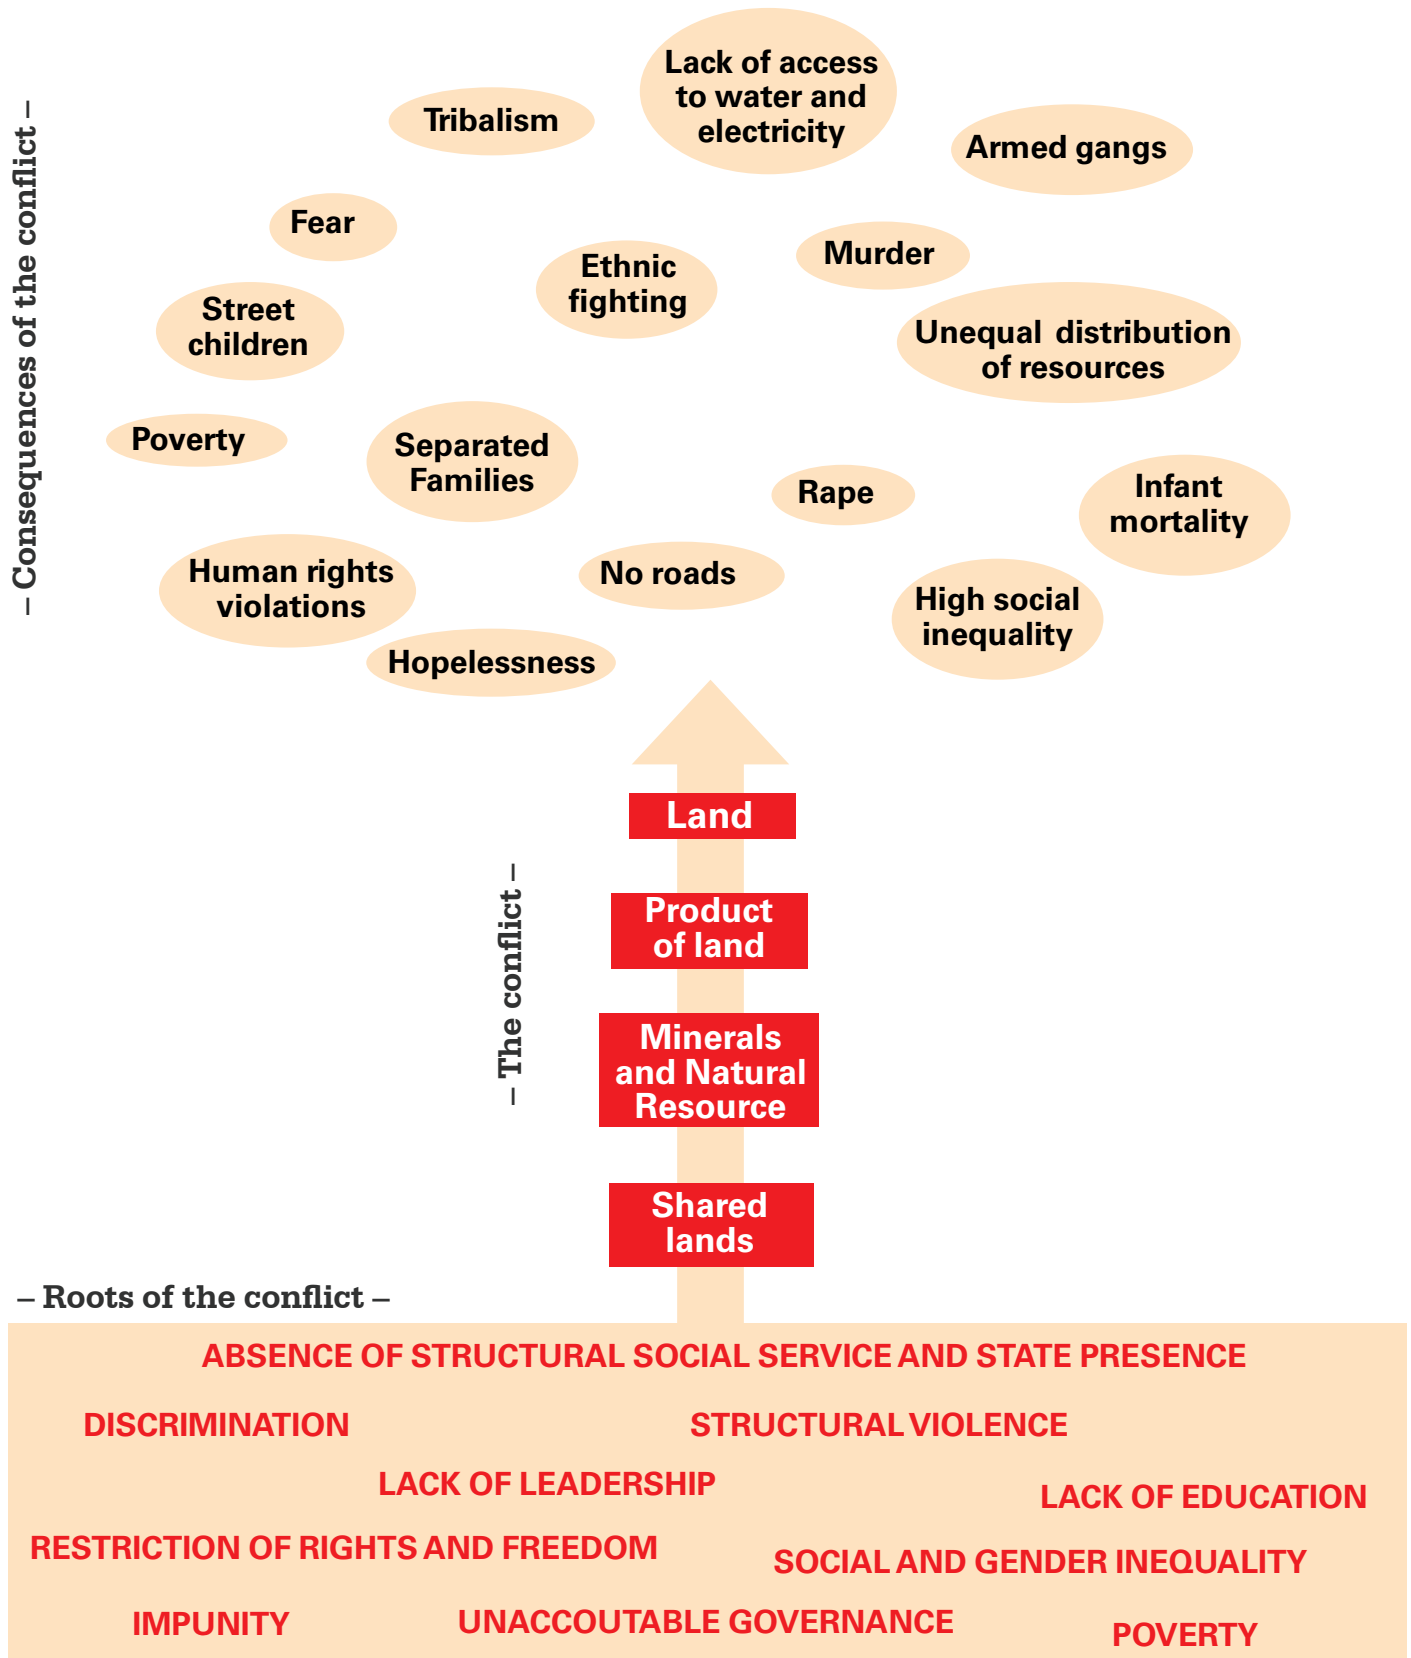 – Consequences of the conflict –
Lack of access
to water and
electricity
Tribalism
Armed gangs
Fear
Murder
Ethnic
fighting
Street
children
Unequal distribution
of resources
Poverty
Separated
Families
Rape
Infant
mortality
Human rights
violations
No roads
High social
inequality
Hopelessness
– The conflict –
Land
Product
of land
Minerals
and Natural
Resource
Shared
lands
– Roots of the conflict –
ABSENCE OF STRUCTURAL SOCIAL SERVICE AND STATE PRESENCE
DISCRIMINATION
STRUCTURAL VIOLENCE
LACK OF LEADERSHIP
LACK OF EDUCATION
RESTRICTION OF RIGHTS AND FREEDOM
SOCIAL AND GENDER INEQUALITY
IMPUNITY
UNACCOUTABLE GOVERNANCE
POVERTY